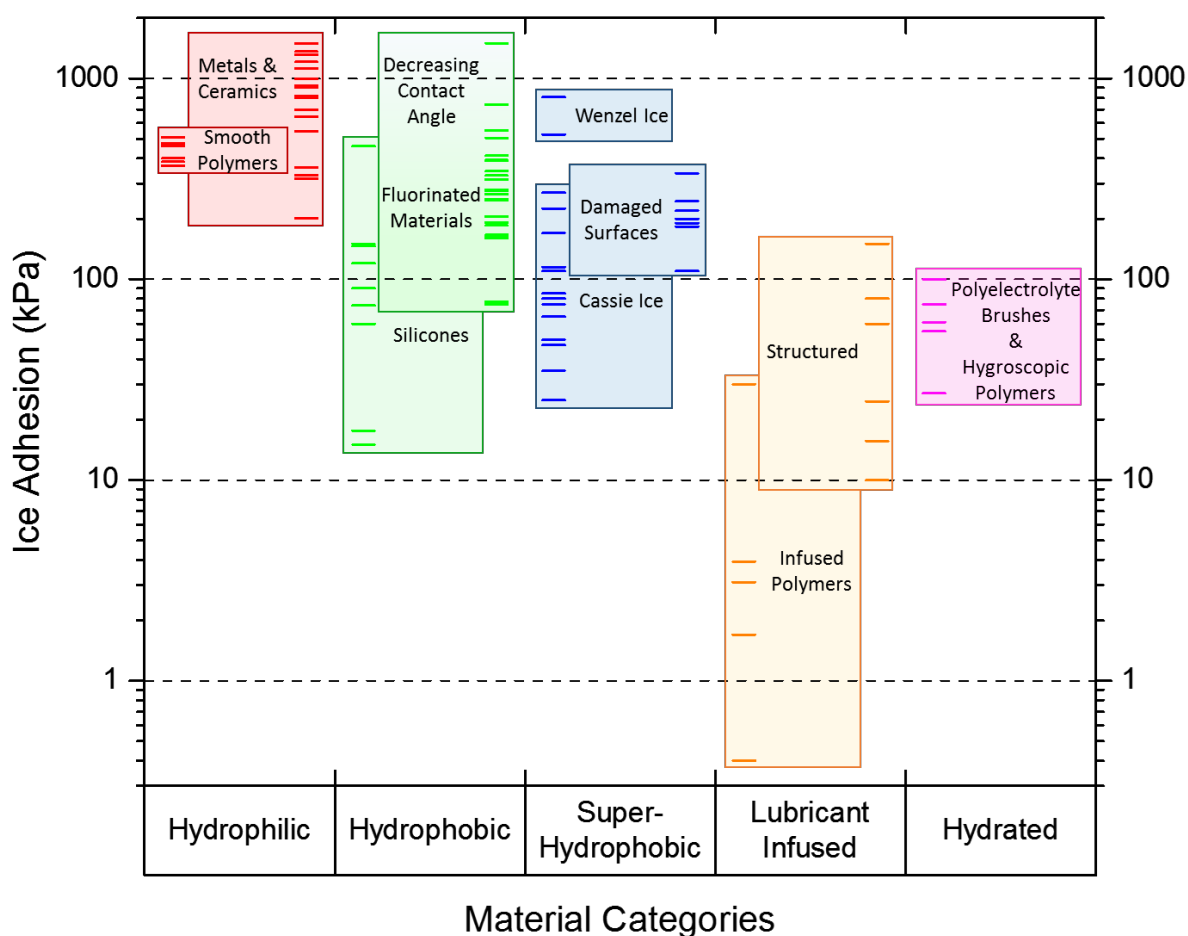 Ice Adhesion (kPa)
1000
100
10
1
1000
100
10
1
Metals &
Ceramics
Smooth
Polymers
Decreasing
Contact
Angle
Fluorinated
Materials
Silicones
Wenzel Ice
Damaged
Surfaces
Cassie Ice
Structured
Infused
Polymers
Polyelectrolyte
Brushes
&
Hygroscopic
Polymers
Hydrophilic
Hydrophobic
Super-
Hydrophobic
Lubricant
Infused
Hydrated
Material Categories